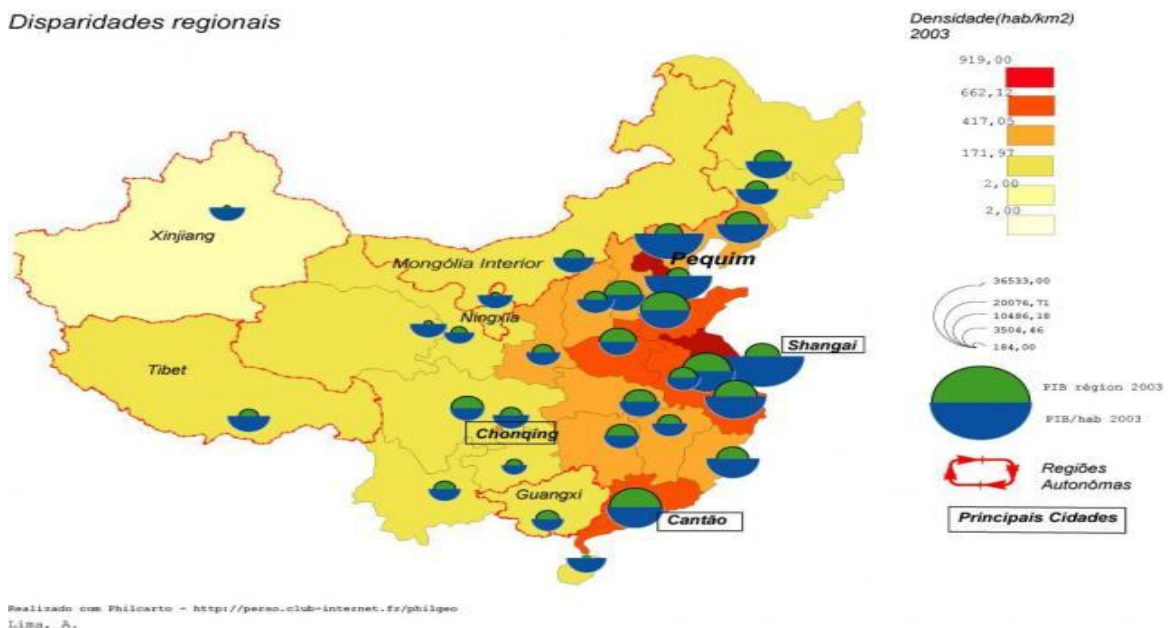 Disparidades regionais
Densidade(hab/km2)
2003
919,00
662,12
417,05
171,97
2,00
2,00
Xinjiang
Mongólia Interior
Pequim
Ningxia
Shangai
Tibet
Chonqing
Guangxi
Cantão
36533,00
20076,71
10486,18
3504,46
184,00
PIB région 2003
PIB/hab 2003
Regiões
Autonômas
Principais Cidades
Realizado com Philcarto - http://perso.club-internet.fr/philgeo
Lima, A.